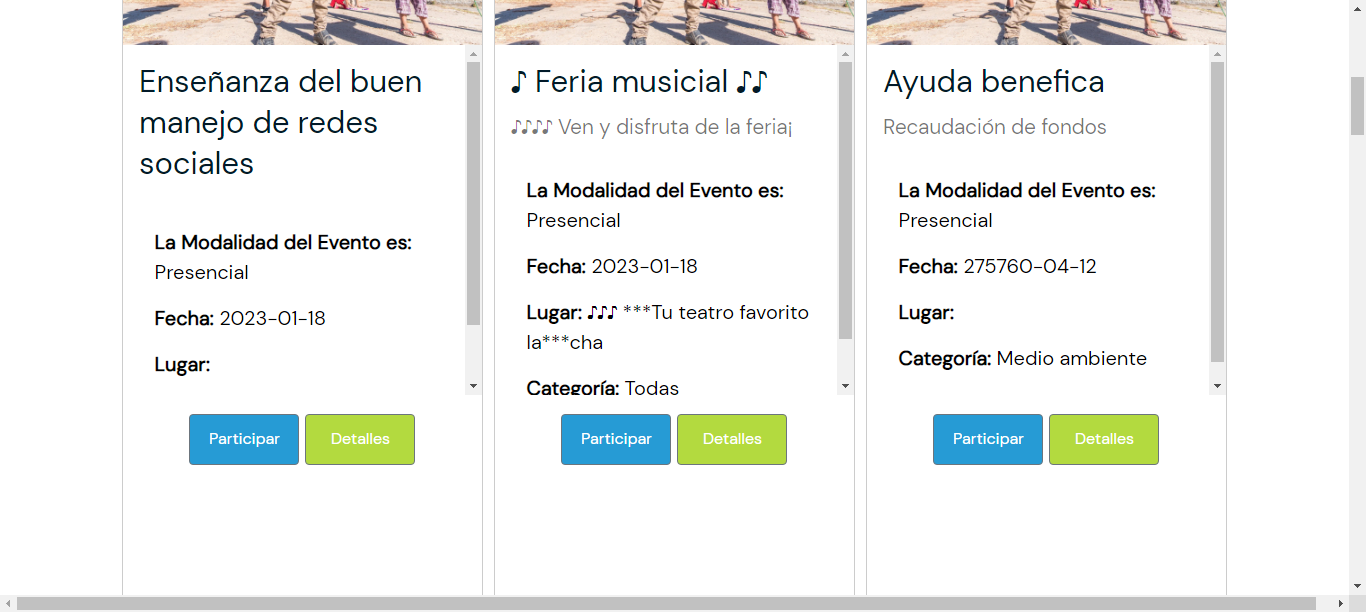 Enseñanza del buen
manejo de redes
sociales
La Modalidad del Evento es:
Presencial
Fecha: 2023-01-18
Lugar:
Participar
Detalles
♪ Feria musicial ♪♪
♪♪♪♪ Ven y disfruta de la feria¡
La Modalidad del Evento es:
Presencial
Fecha: 2023-01-18
Lugar: ♪♪♪ ***Tu teatro favorito
la***cha
Categoría: Todas
Participar
Detalles
Ayuda benefica
Recaudación de fondos
La Modalidad del Evento es:
Presencial
Fecha: 275760-04-12
Lugar:
Categoría: Medio ambiente
Participar
Detalles